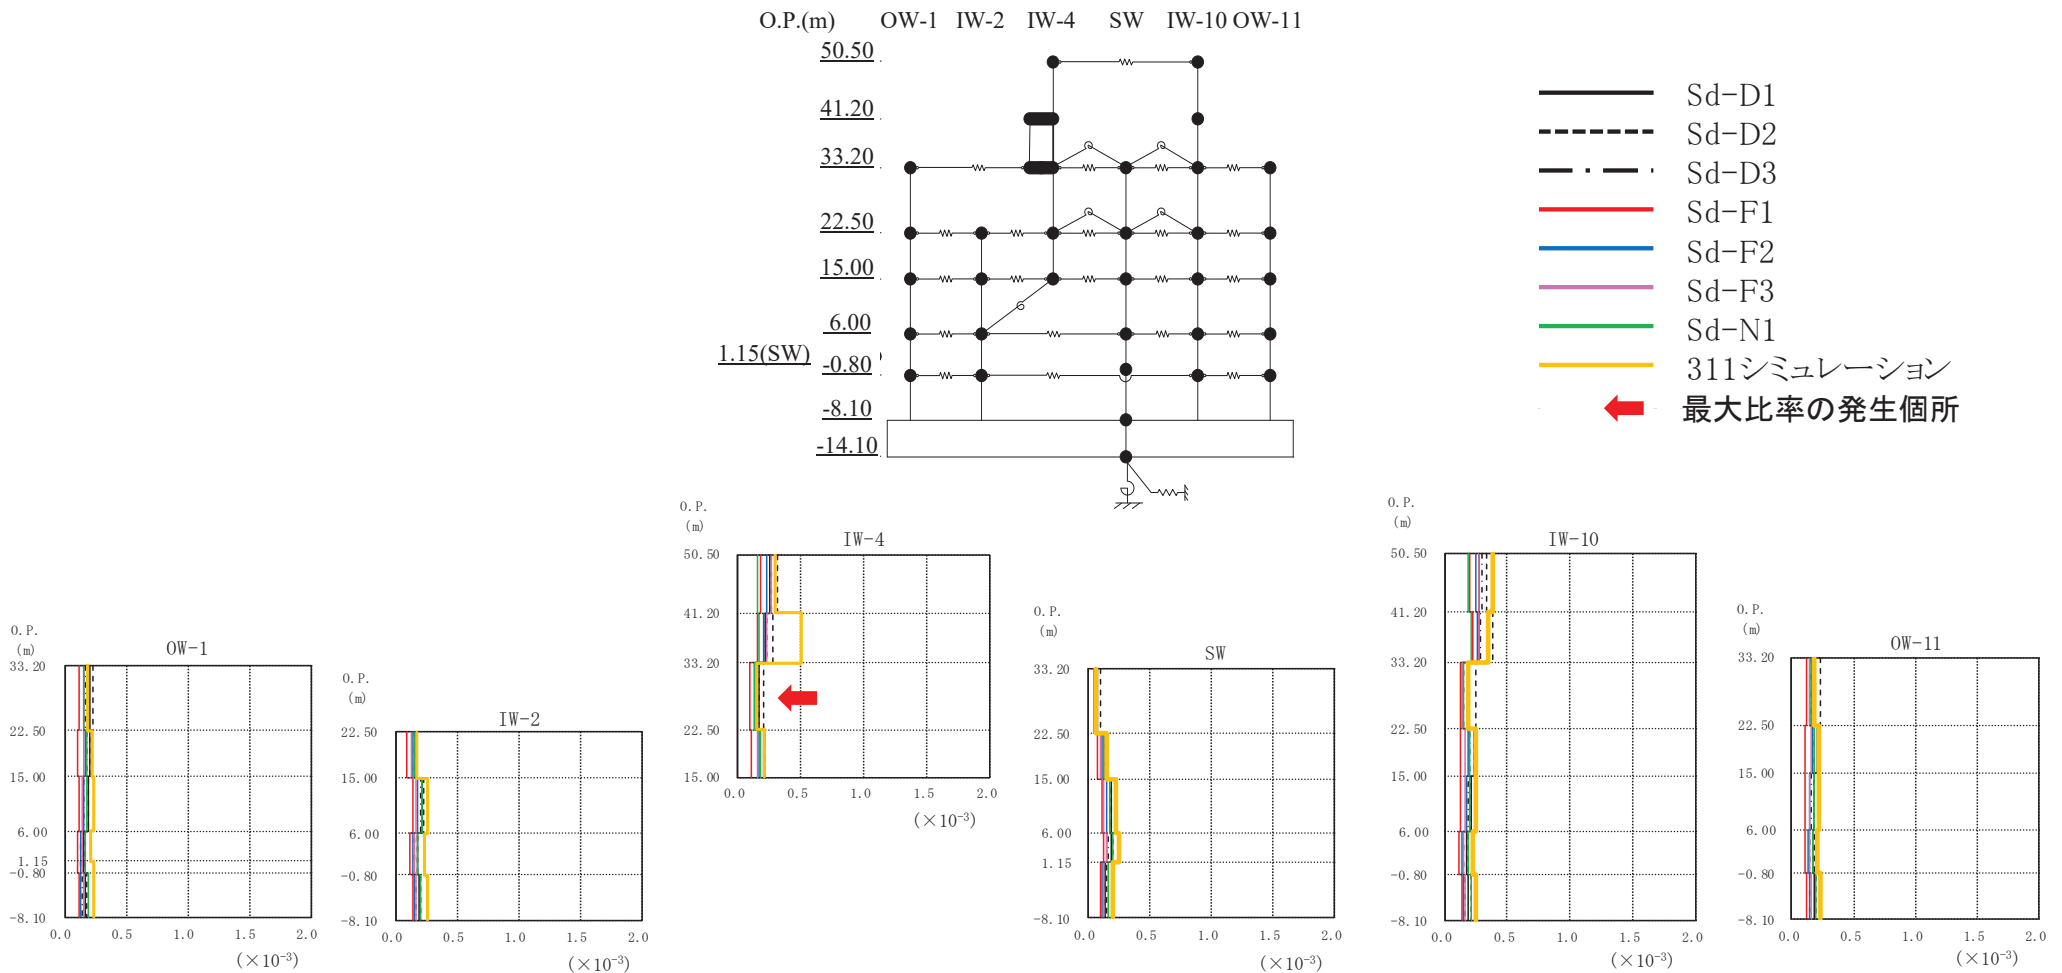 O.P.(m) OW-1 IW-2 IW-4 SW IW-10 OW-11
50.50
41.20
33.20
22.50
15.00
6.00
1.15(SW)
-0.80
-8.10
-14.10
Sd-D1
Sd-D2
Sd-D3
Sd-F1
Sd-F2
Sd-F3
Sd-N1
311シミュレーション
最大比率の発生個所
O.P.
(m)
OW-1
33.20
22.50
15.00
6.00
1.15
-0.80
-8.10
0.0 0.5 1.0 1.5 2.0
(×10⁻³)
O.P.
(m)
IW-2
22.50
15.00
6.00
-0.80
-8.10
0.0 0.5 1.0 1.5 2.0
(×10⁻³)
O.P.
(m)
IW-4
50.50
41.20
33.20
22.50
15.00
0.0 0.5 1.0 1.5 2.0
(×10⁻³)
O.P.
(m)
SW
33.20
22.50
15.00
6.00
1.15
-8.10
0.0 0.5 1.0 1.5 2.0
(×10⁻³)
O.P.
(m)
IW-10
50.50
41.20
33.20
22.50
15.00
6.00
-0.80
-8.10
0.0 0.5 1.0 1.5 2.0
(×10⁻³)
O.P.
(m)
OW-11
33.20
22.50
15.00
6.00
-0.80
-8.10
0.0 0.5 1.0 1.5 2.0
(×10⁻³)